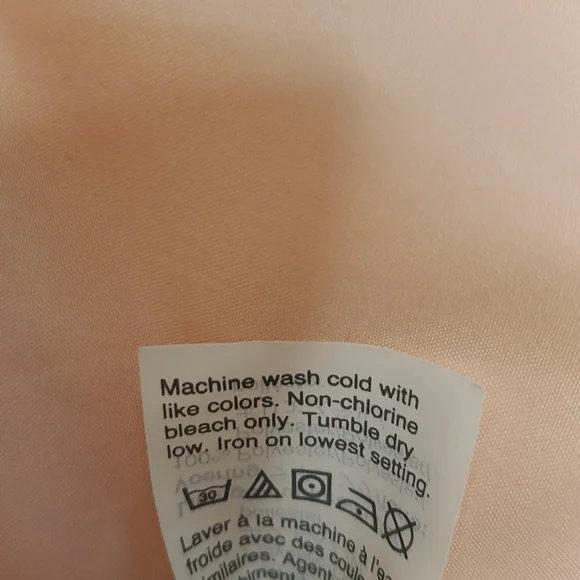 Machine wash cold with
like colors. Non-chlorine
bleach only. Tumble dry
low. Iron on lowest setting.
30
Laver à la machine à l'ea
froide avec des coule
imilaires. Agent